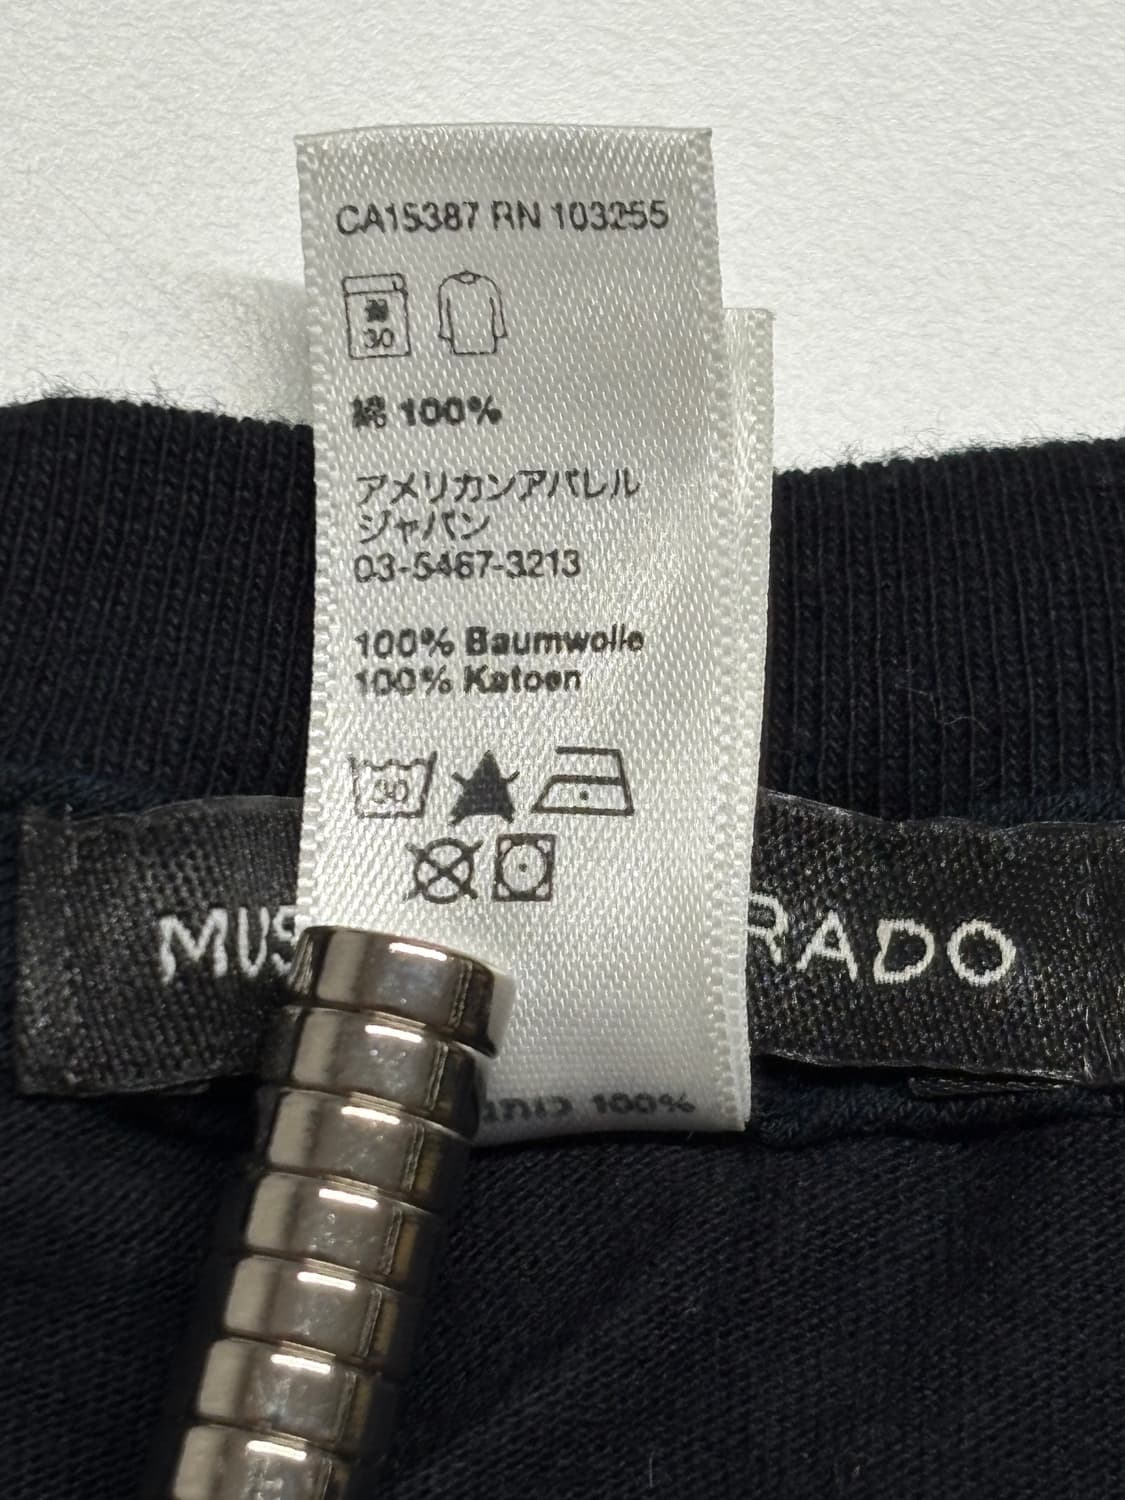 CA15387 RN 103255
30
綿 100%
アメリカンアパレル
ジャパン
03-5467-3213
100% Baumwolle
100% Katoen
30
MUS RADO
100% כותנה